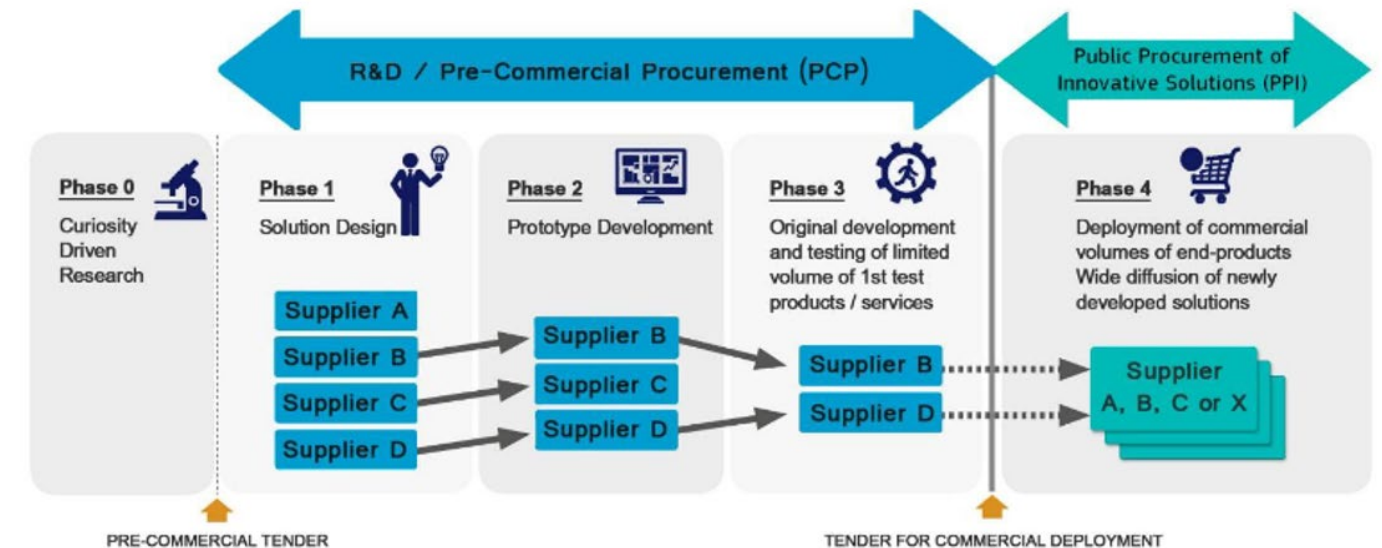 R&D / Pre-Commercial Procurement (PCP)
Public Procurement of
Innovative Solutions (PPI)
Phase 0
Curiosity
Driven
Research
Phase 1
Solution Design
Supplier A
Supplier B
Supplier C
Supplier D
Phase 2
Prototype Development
Supplier B
Supplier C
Supplier D
Phase 3
Original development
and testing of limited
volume of 1st test
products / services
Supplier B
Supplier D
Phase 4
Deployment of commercial
volumes of end-products
Wide diffusion of newly
developed solutions
Supplier
A, B, C or X
PRE-COMMERCIAL TENDER
TENDER FOR COMMERCIAL DEPLOYMENT